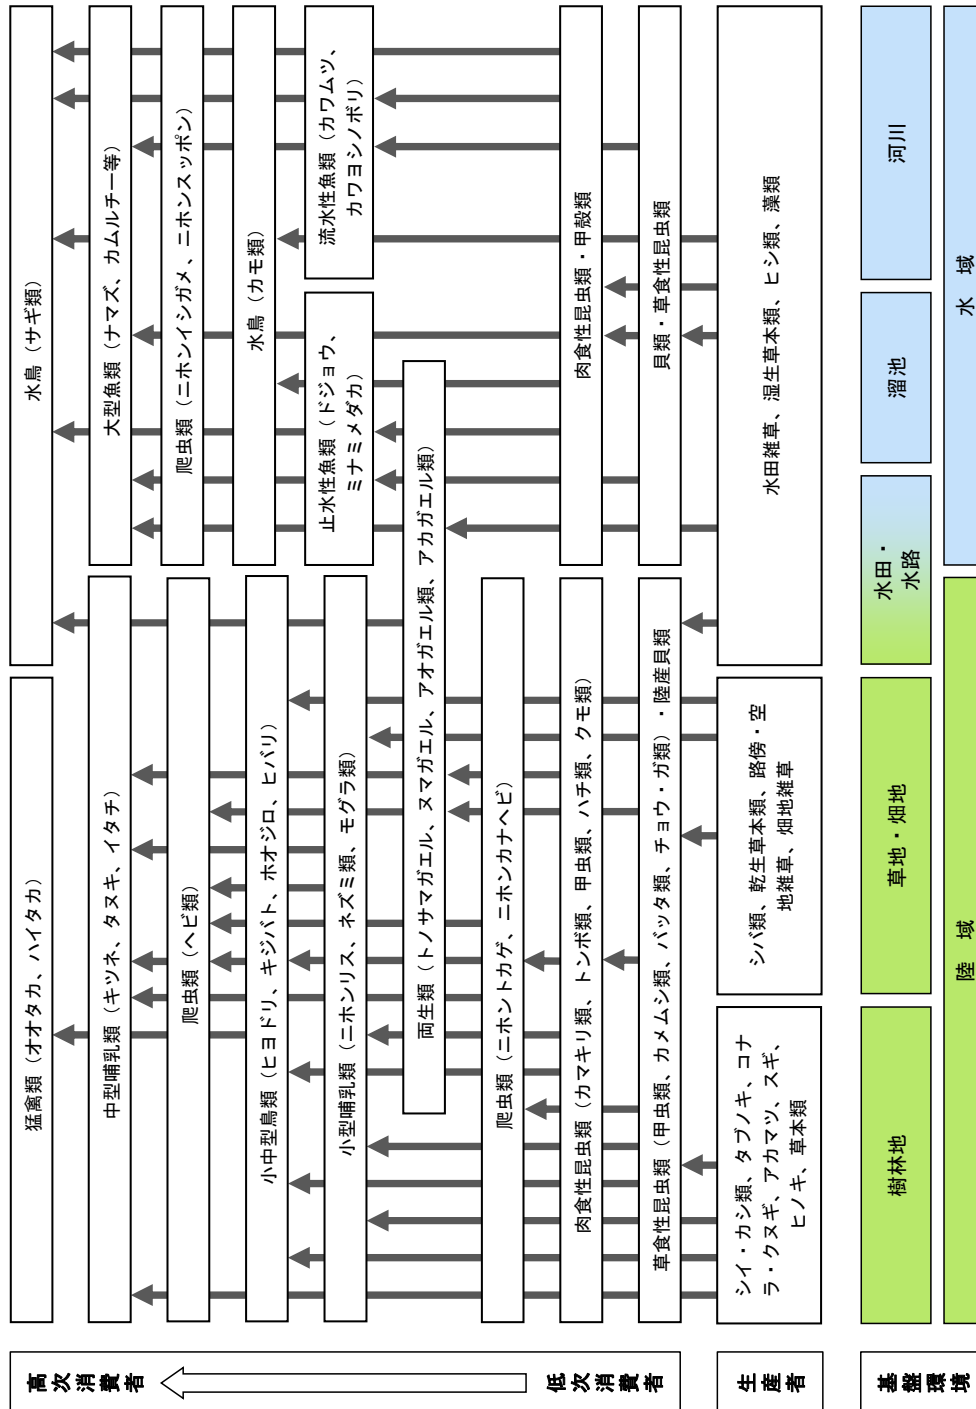 高次消費者
低次消費者
生産者
基盤環境
猛禽類（オオタカ、ハイタカ）
水鳥（サギ類）
中型哺乳類（キツネ、タヌキ、イタチ）
大型魚類（ナマズ、カムルチー等）
爬虫類（ヘビ類）
爬虫類（ニホンイシガメ、ニホンスッポン）
小中型鳥類（ヒヨドリ、キジバト、ホオジロ、ヒバリ）
水鳥（カモ類）
小型哺乳類（ニホンリス、ネズミ類、モグラ類）
止水性魚類（ドジョウ、
ミナミメダカ）
流水性魚類（カワムツ、
カワヨシノボリ）
両生類（トノサマガエル、ヌマガエル、アオガエル類、アカガエル類）
爬虫類（ニホントカゲ、ニホンカナヘビ）
肉食性昆虫類（カマキリ類、トンボ類、甲虫類、ハチ類、クモ類）
肉食性昆虫類・甲殻類
草食性昆虫類（甲虫類、カメムシ類、バッタ類、チョウ・ガ類）・陸産貝類
貝類・草食性昆虫類
シイ・カシ類、タブノキ、コナ
ラ・クヌギ、アカマツ、スギ、
ヒノキ、草本類
シバ類、乾生草本類、路傍・空
地雑草、畑地雑草
水田雑草、湿生草本類、ヒシ類、藻類
樹林地
草地・畑地
水田・
水路
溜池
河川
陸　域
水　域